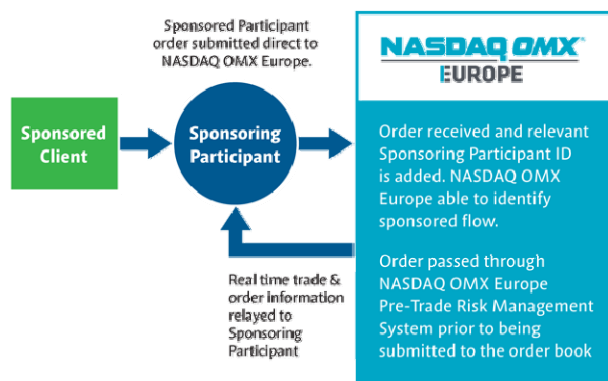 Sponsored Participant
order submitted direct to
NASDAQ OMX Europe.
NASDAQ OMX
EUROPE
Sponsored
Client
Sponsoring
Participant
Order received and relevant
Sponsoring Participant ID
is added. NASDAQ OMX
Europe able to identify
sponsored flow.
Order passed through
NASDAQ OMX Europe
Pre-Trade Risk Management
System prior to being
submitted to the order book
Real time trade &
order information
relayed to
Sponsoring
Participant